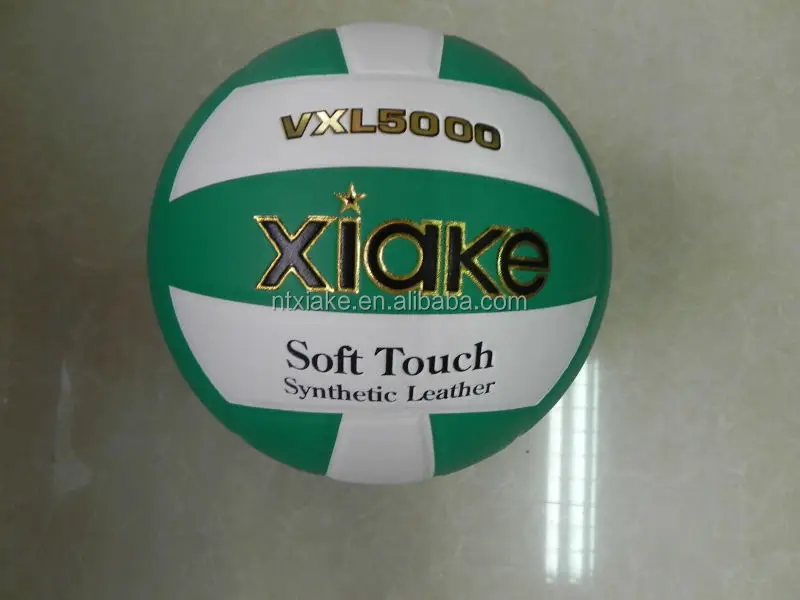 VXL5000
xiake
ntxiake.en.alibaba.com
Soft Touch
Synthetic Leather